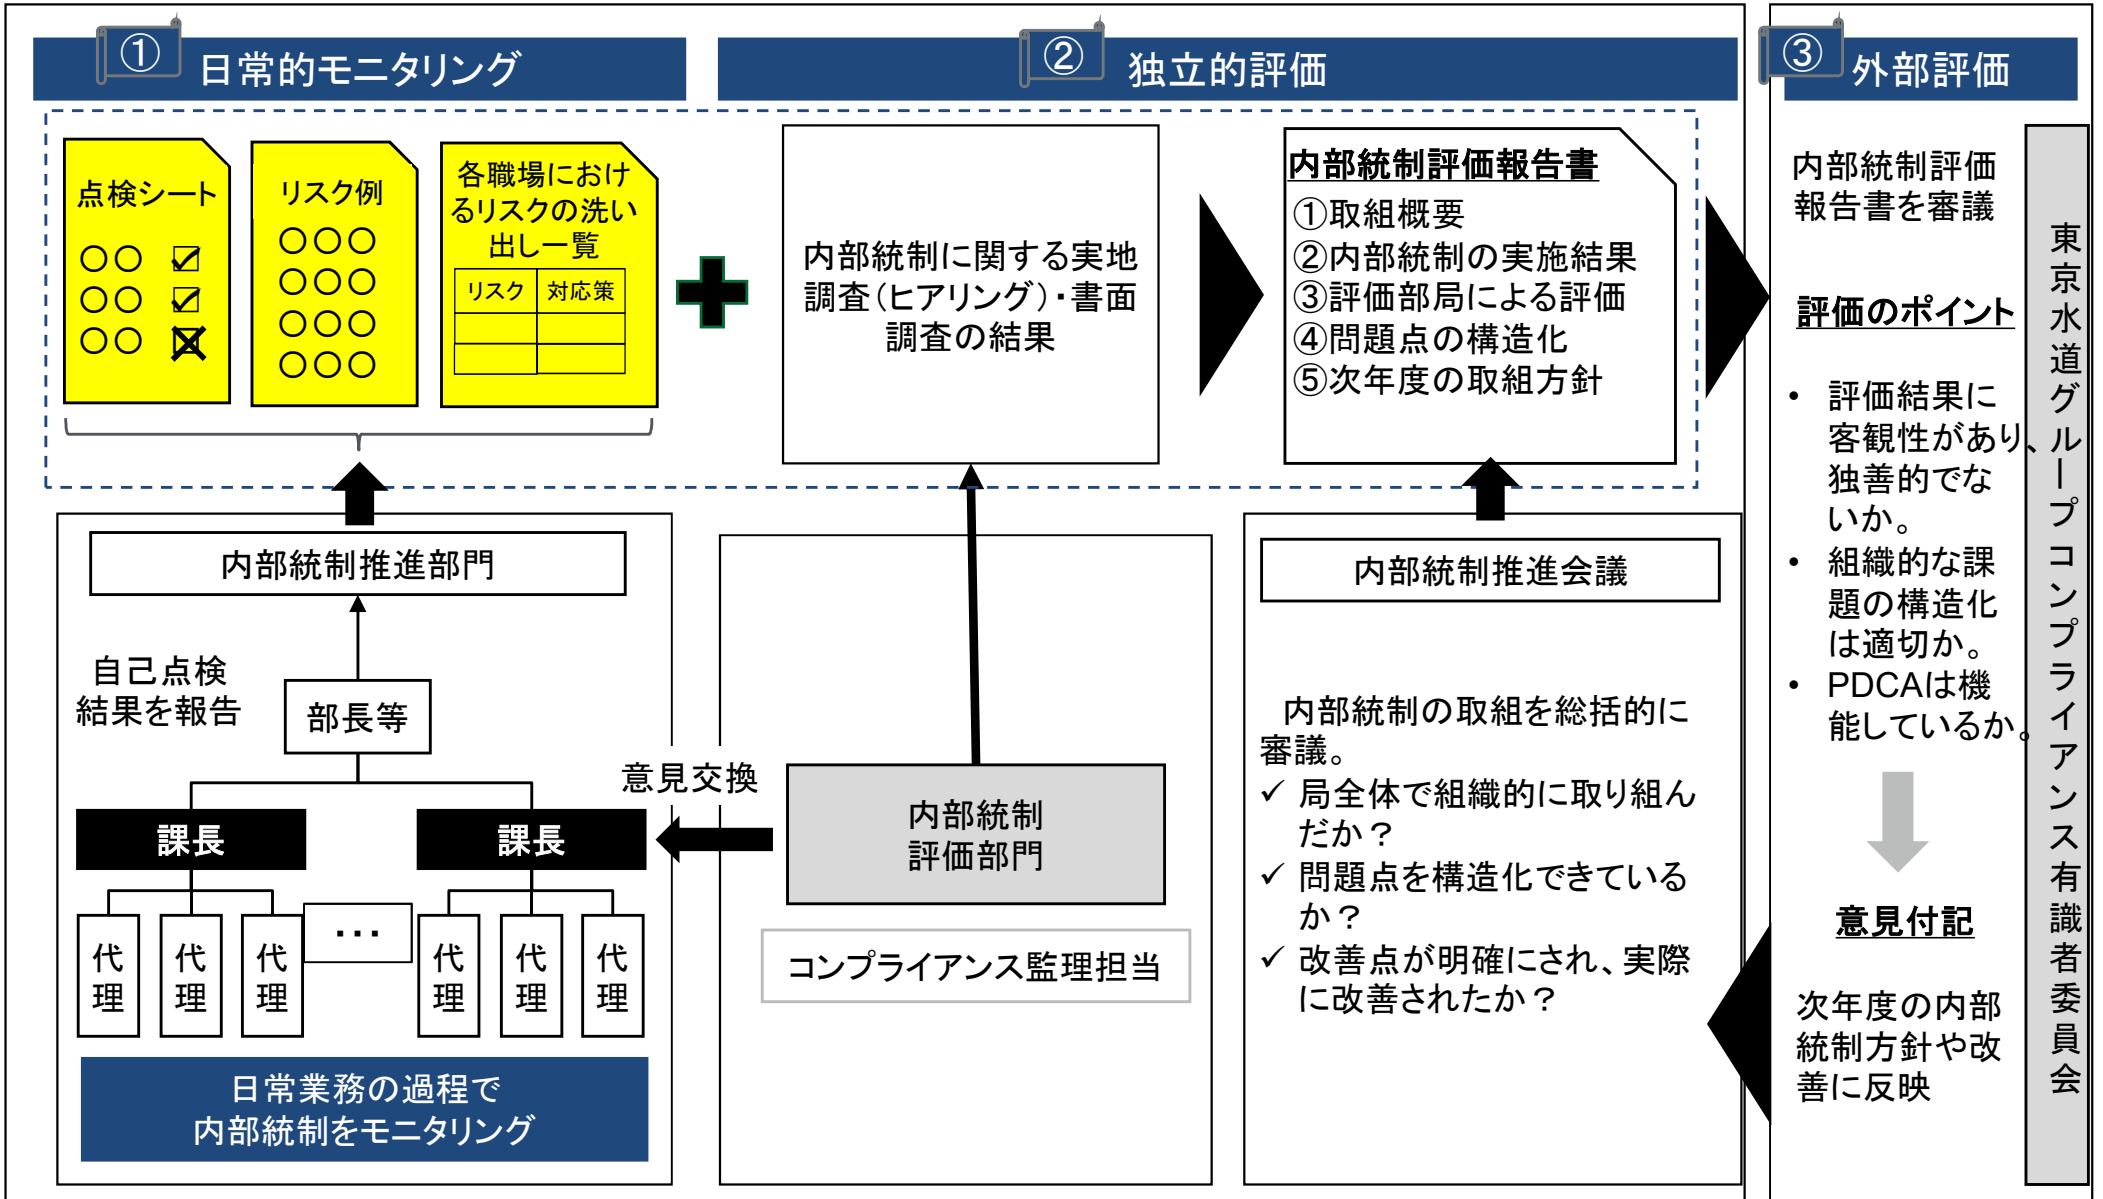 ①
日常的モニタリング
②
独立的評価
③
外部評価
点検シート
○○ ☑
○○ ☑
○○ ☒
リスク例
○○○
○○○
○○○
○○○
各職場におけ
るリスクの洗い
出し一覧
リスク 対応策
内部統制に関する実地
調査(ヒアリング)・書面
調査の結果
内部統制評価報告書
①取組概要
②内部統制の実施結果
③評価部局による評価
④問題点の構造化
⑤次年度の取組方針
内部統制推進部門
自己点検
結果を報告
部長等
課長
課長
代理
代理
代理
・・・
代理
代理
代理
日常業務の過程で
内部統制をモニタリング
意見交換
内部統制
評価部門
コンプライアンス監理担当
内部統制推進会議
内部統制の取組を総括的に
審議。
✓ 局全体で組織的に取り組ん
だか？
✓ 問題点を構造化できている
か？
✓ 改善点が明確にされ、実際
に改善されたか？
内部統制評価
報告書を審議
評価のポイント
• 評価結果に
客観性があり、
独善的でな
いか。
• 組織的な課
題の構造化
は適切か。
• PDCAは機
能しているか。
意見付記
次年度の内部
統制方針や改
善に反映
東京水道グループコンプライアンス有識者委員会